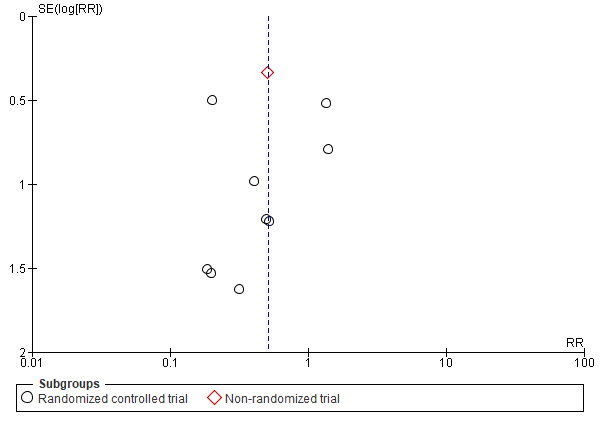 SE(log[RR])
0
0.5
1
1.5
2
RR
0.01 0.1 1 10 100
Subgroups
Randomized controlled trial Non-randomized trial